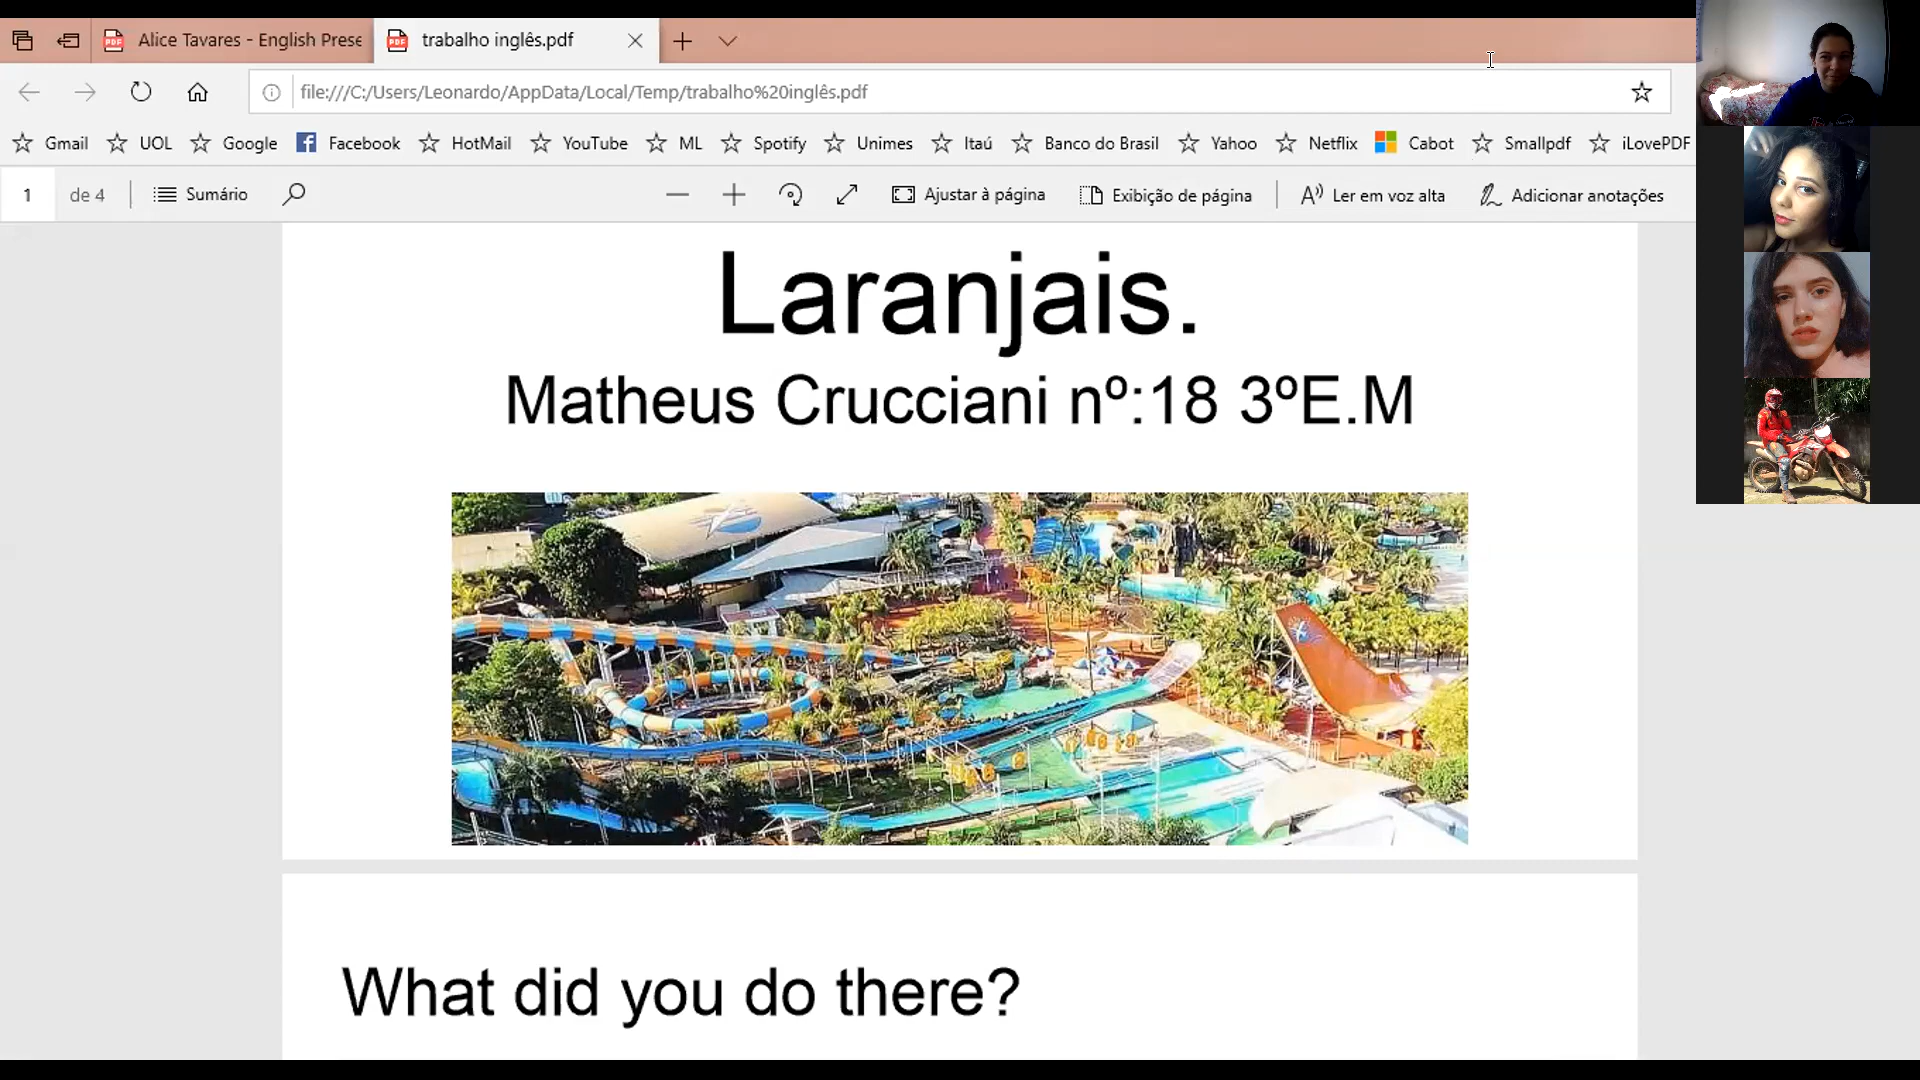 Alice Tavares - English Prese
trabalho inglês.pdf
file:///C:/Users/Leonardo/AppData/Local/Temp/trabalho%20inglês.pdf
Gmail UOL Google Facebook HotMail YouTube ML Spotify Unimes Itaú Banco do Brasil Yahoo Netflix Cabot Smallpdf iLovePDF
1 de 4 Sumário Ajustar à página Exibição de página Ler em voz alta Adicionar anotações
Laranjais.
Matheus Crucciani nº:18 3ºE.M
What did you do there?